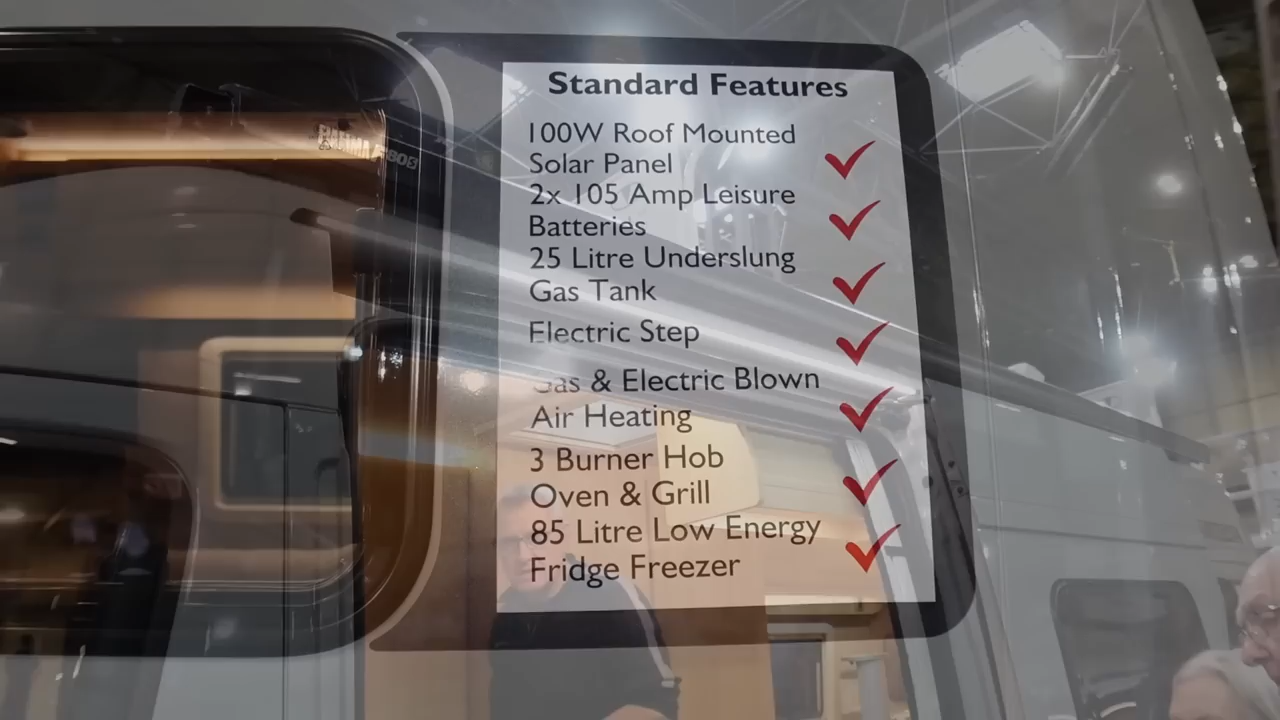 Standard Features
100W Roof Mounted
Solar Panel
2x 105 Amp Leisure
Batteries
25 Litre Underslung
Gas Tank
Electric Step
Gas & Electric Blown
Air Heating
3 Burner Hob
Oven & Grill
85 Litre Low Energy
Fridge Freezer